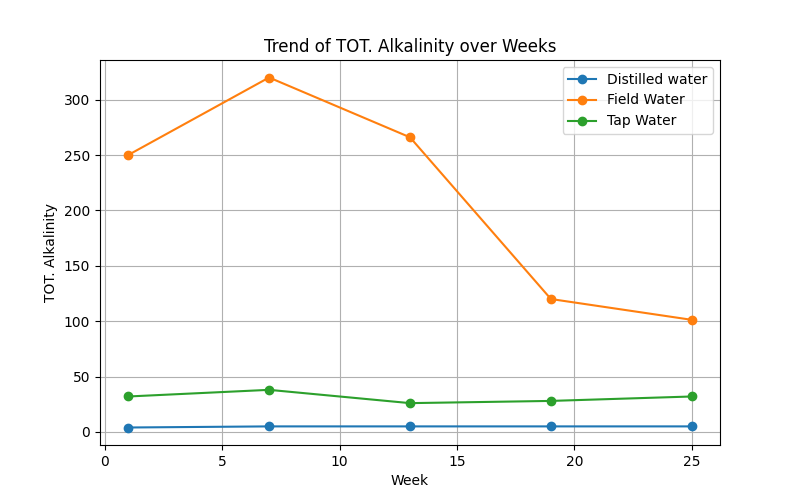 Trend of TOT. Alkalinity over Weeks
Distilled water
Field Water
Tap Water
TOT. Alkalinity
300
250
200
150
100
50
0
0 5 10 15 20 25
Week